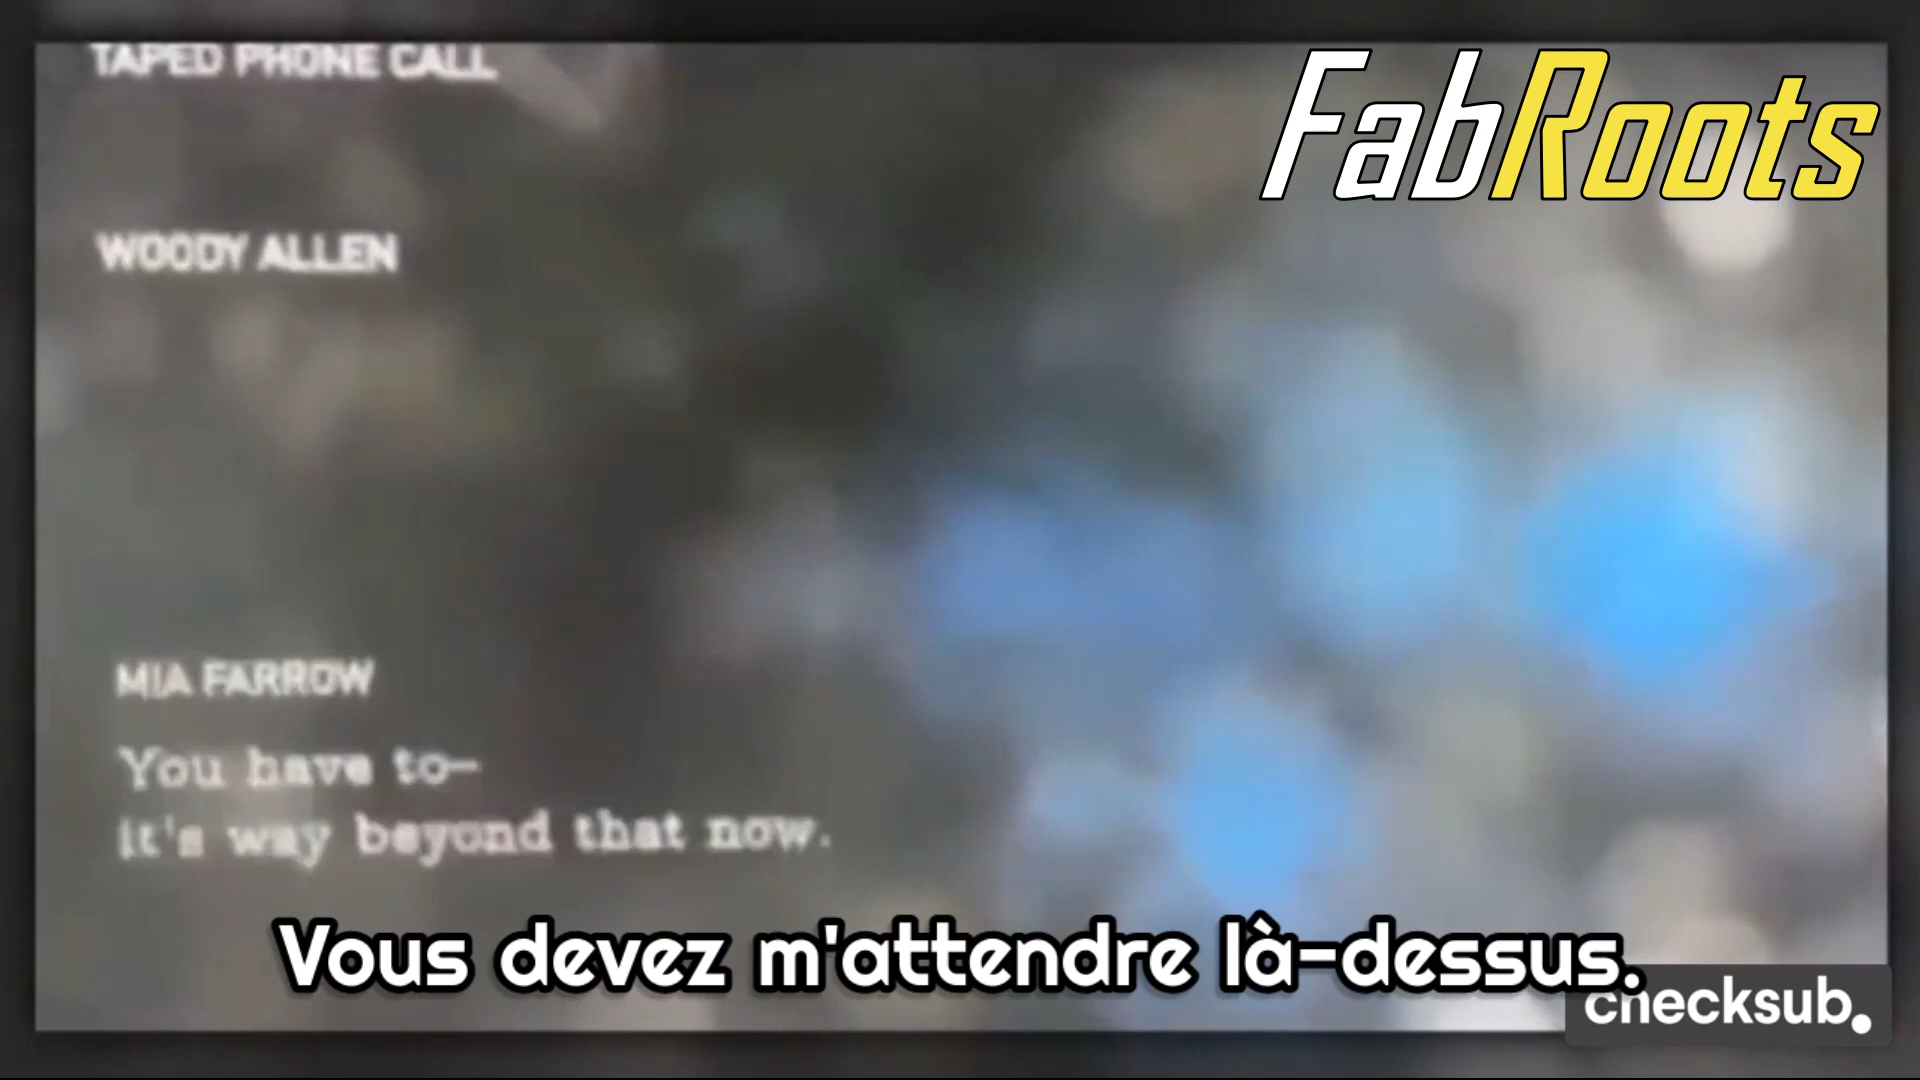 TAPED PHONE CALL
FabRoots
WOODY ALLEN
MIA FARROW
You have to—
it's way beyond that now.
Vous devez m'attendre là-dessus.
checksub.